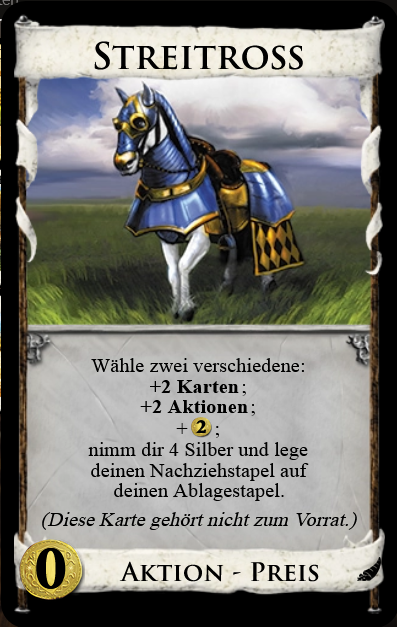 STREITROSS
Wähle zwei verschiedene:
+2 Karten;
+2 Aktionen;
+ 2;
nimm dir 4 Silber und lege
deinen Nachziehstapel auf
deinen Ablagestapel.
(Diese Karte gehört nicht zum Vorrat.)
0 AKTION - PREIS